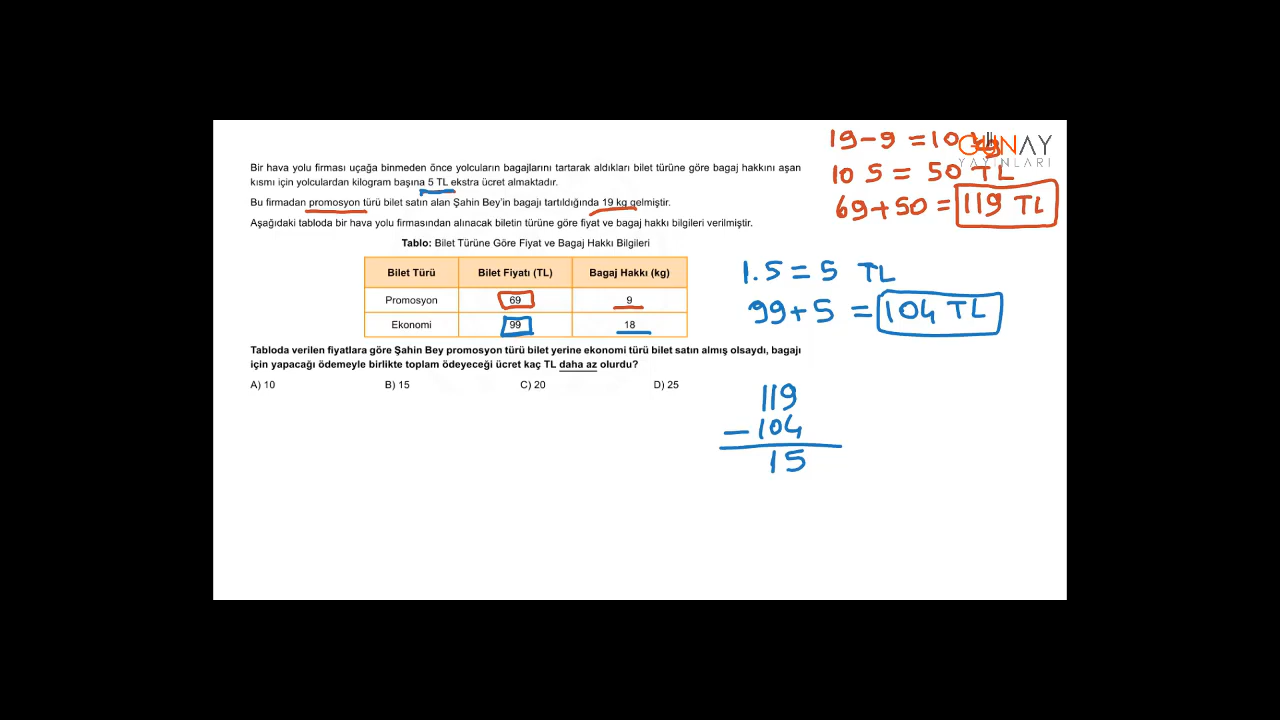 Bir hava yolu firması uçağa binmeden önce yolcuların bagajlarını tartarak aldıkları bilet türüne göre bagaj hakkını aşan
kısmı için yolculardan kilogram başına 5 TL ekstra ücret almaktadır.
Bu firmadan promosyon türü bilet satın alan Şahin Bey'in bagajı tartıldığında 19 kg gelmiştir.
Aşağıdaki tabloda bir hava yolu firmasından alınacak biletin türüne göre fiyat ve bagaj hakkı bilgileri verilmiştir.
Tablo: Bilet Türüne Göre Fiyat ve Bagaj Hakkı Bilgileri
Bilet Türü Bilet Fiyatı (TL) Bagaj Hakkı (kg)
Promosyon 69 9
Ekonomi 99 18
Tabloda verilen fiyatlara göre Şahin Bey promosyon türü bilet yerine ekonomi türü bilet satın almış olsaydı, bagajı
için yapacağı ödemeyle birlikte toplam ödeyeceği ücret kaç TL daha az olurdu?
A) 10 B) 15 C) 20 D) 25
19-9 = 10
GÜNAY
YAYINLARI
10 5 = 50 TL
69+50 = 119 TL
1.5 = 5 TL
99+5 = 104 TL
119
- 104
15